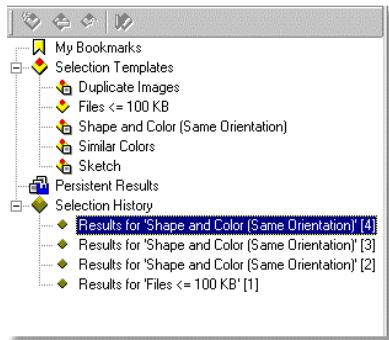 My Bookmarks
Selection Templates
Duplicate Images
Files <= 100 KB
Shape and Color (Same Orientation)
Similar Colors
Sketch
Persistent Results
Selection History
Results for 'Shape and Color (Same Orientation)' [4]
Results for 'Shape and Color (Same Orientation)' [3]
Results for 'Shape and Color (Same Orientation)' [2]
Results for 'Files <= 100 KB' [1]